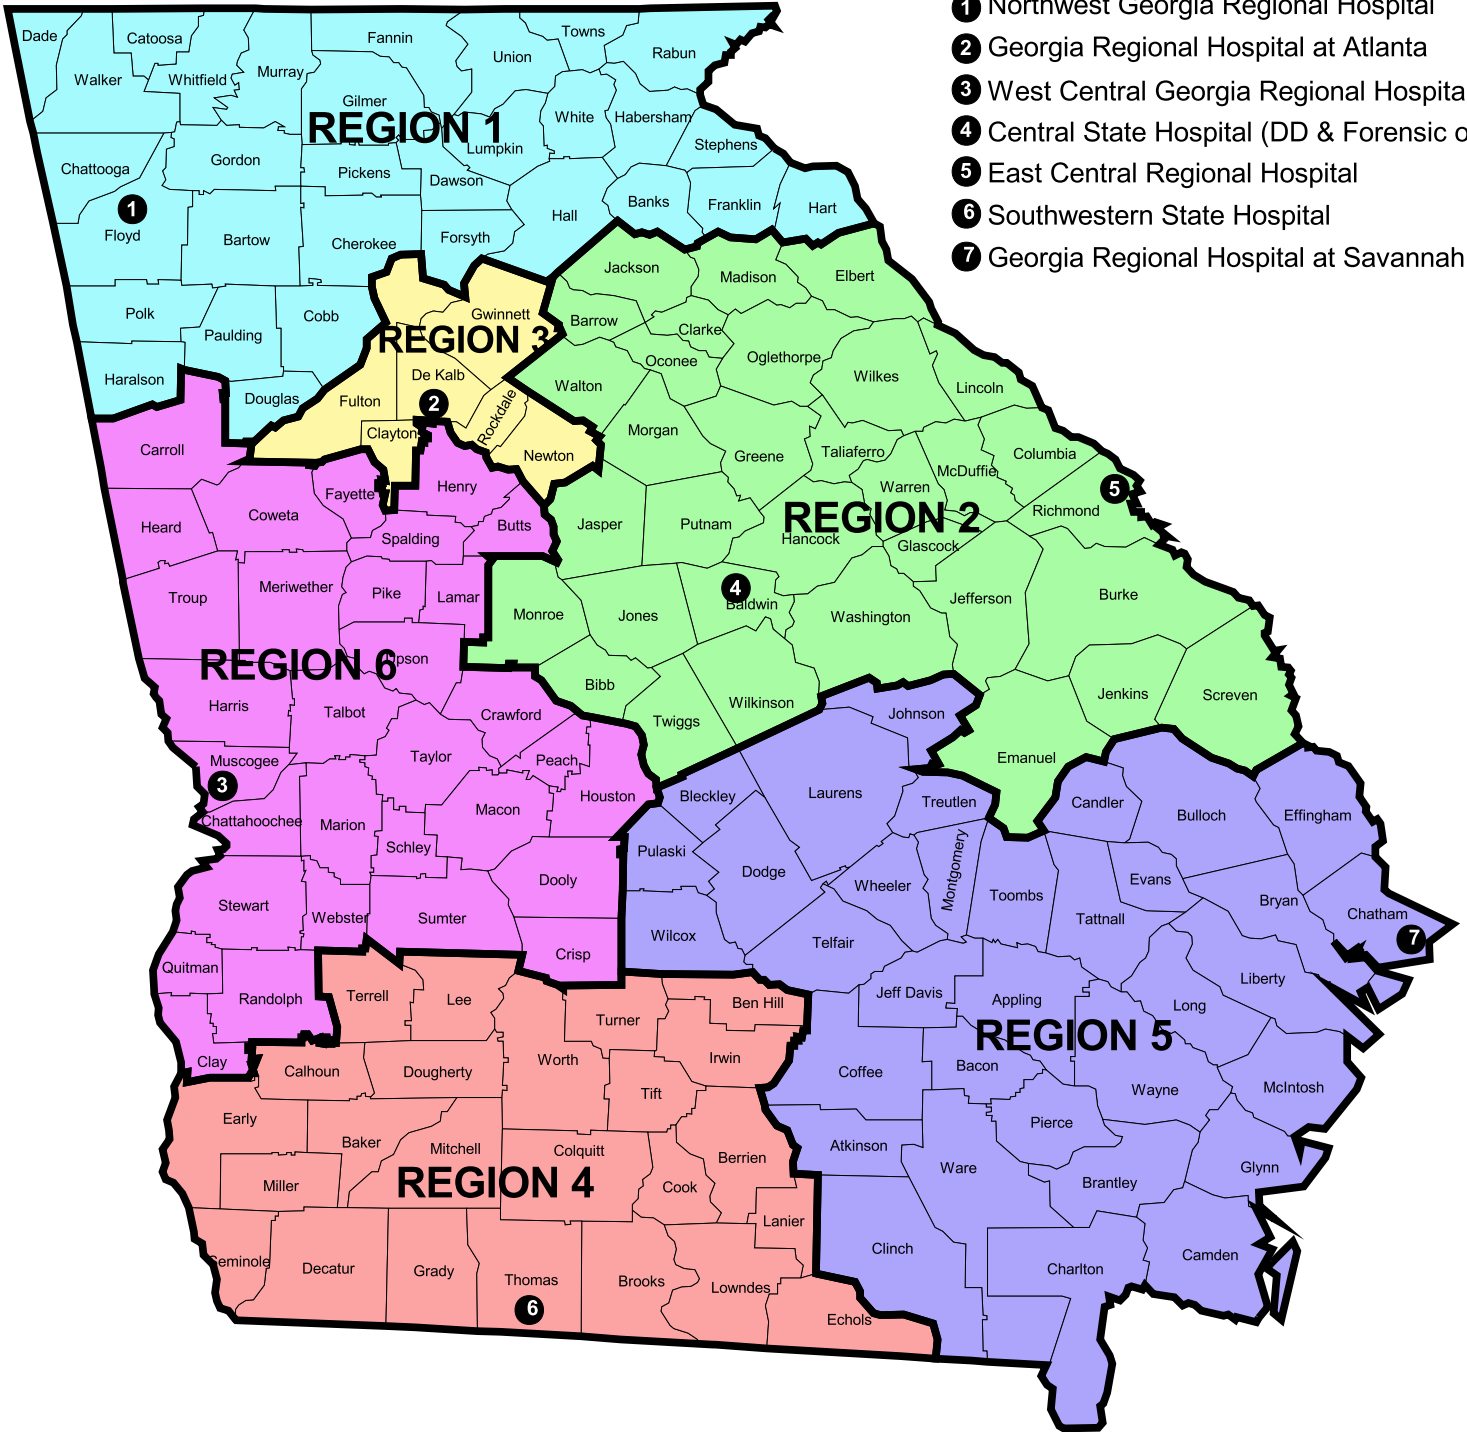 1 Northwest Georgia Regional Hospital
2 Georgia Regional Hospital at Atlanta
3 West Central Georgia Regional Hospita
4 Central State Hospital (DD & Forensic o
5 East Central Regional Hospital
6 Southwestern State Hospital
7 Georgia Regional Hospital at Savannah
REGION 1
Dade
Catoosa
Walker
Whitfield
Murray
Fannin
Union
Towns
Rabun
Gilmer
White
Habersham
Lumpkin
Stephens
Chattooga
Gordon
Pickens
Dawson
Banks
Franklin
Hart
Hall
1
Floyd
Bartow
Cherokee
Forsyth
Polk
Paulding
Cobb
Haralson
Douglas
REGION 3
Gwinnett
De Kalb
Fulton
2
Clayton
Rockdale
Newton
REGION 2
Jackson
Madison
Elbert
Barrow
Clarke
Oconee
Oglethorpe
Walton
Wilkes
Lincoln
Morgan
Greene
Taliaferro
Columbia
McDuffie
Warren
5
Richmond
Jasper
Putnam
Hancock
Glascock
4
Baldwin
Monroe
Jones
Washington
Jefferson
Burke
Bibb
Twiggs
Wilkinson
Jenkins
Screven
Emanuel
REGION 6
Carroll
Fayette
Henry
Heard
Coweta
Spalding
Butts
Troup
Meriwether
Pike
Lamar
Upson
Harris
Talbot
Crawford
Taylor
Peach
Muscogee
3
Chattahoochee
Marion
Macon
Houston
Schley
Dooly
Stewart
Webster
Sumter
Crisp
Quitman
Randolph
Clay
REGION 5
Johnson
Bleckley
Laurens
Treutlen
Candler
Bulloch
Effingham
Pulaski
Dodge
Wheeler
Montgomery
Toombs
Evans
Tattnall
Bryan
Chatham
7
Wilcox
Telfair
Jeff Davis
Appling
Long
Liberty
Coffee
Bacon
Wayne
McIntosh
Pierce
Atkinson
Ware
Brantley
Glynn
Clinch
Charlton
Camden
REGION 4
Terrell
Lee
Turner
Ben Hill
Calhoun
Dougherty
Worth
Irwin
Tift
Early
Baker
Mitchell
Colquitt
Berrien
Miller
Cook
Lanier
Seminole
Decatur
Grady
Thomas
6
Brooks
Lowndes
Echols